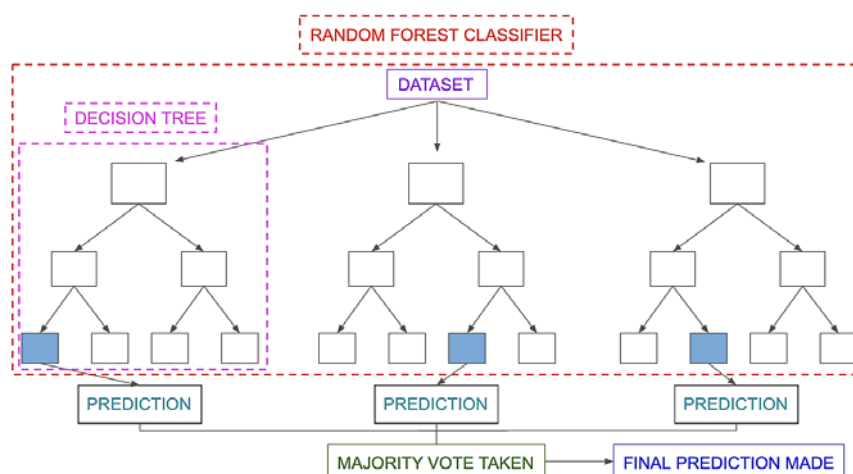 RANDOM FOREST CLASSIFIER
DATASET
DECISION TREE
PREDICTION
PREDICTION
PREDICTION
MAJORITY VOTE TAKEN
FINAL PREDICTION MADE